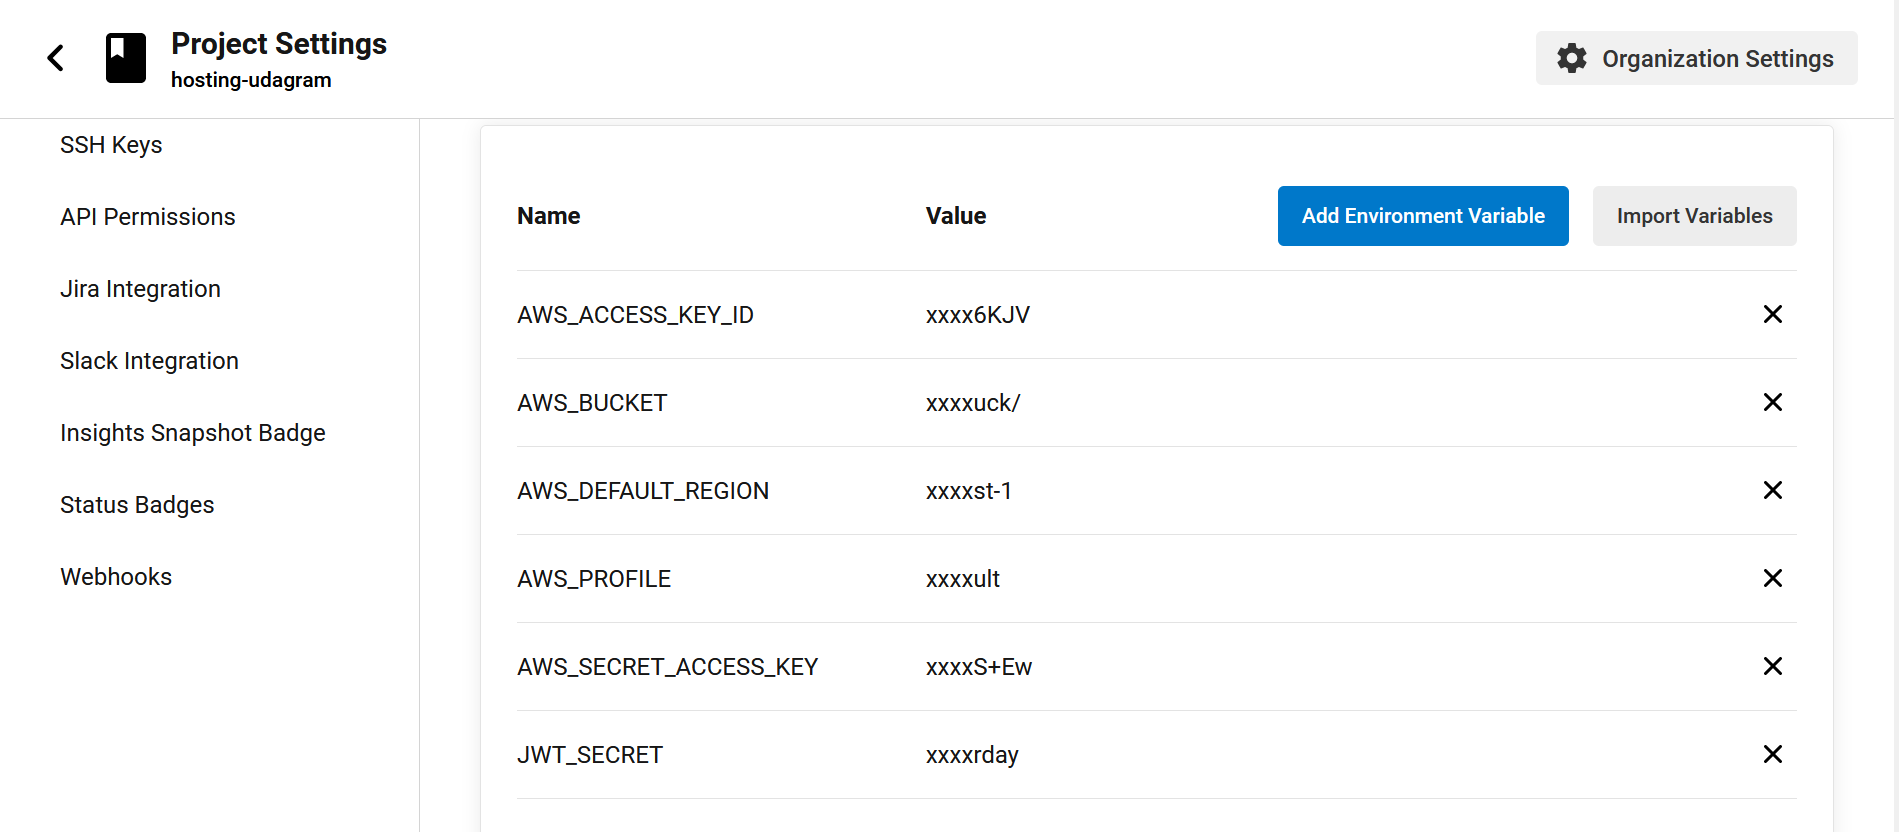 Project Settings
hosting-udagram
Organization Settings
SSH Keys
API Permissions
Jira Integration
Slack Integration
Insights Snapshot Badge
Status Badges
Webhooks
Name Value Add Environment Variable Import Variables
AWS_ACCESS_KEY_ID xxxx6KJV
AWS_BUCKET xxxxuck/
AWS_DEFAULT_REGION xxxxst-1
AWS_PROFILE xxxxult
AWS_SECRET_ACCESS_KEY xxxxS+Ew
JWT_SECRET xxxxrday